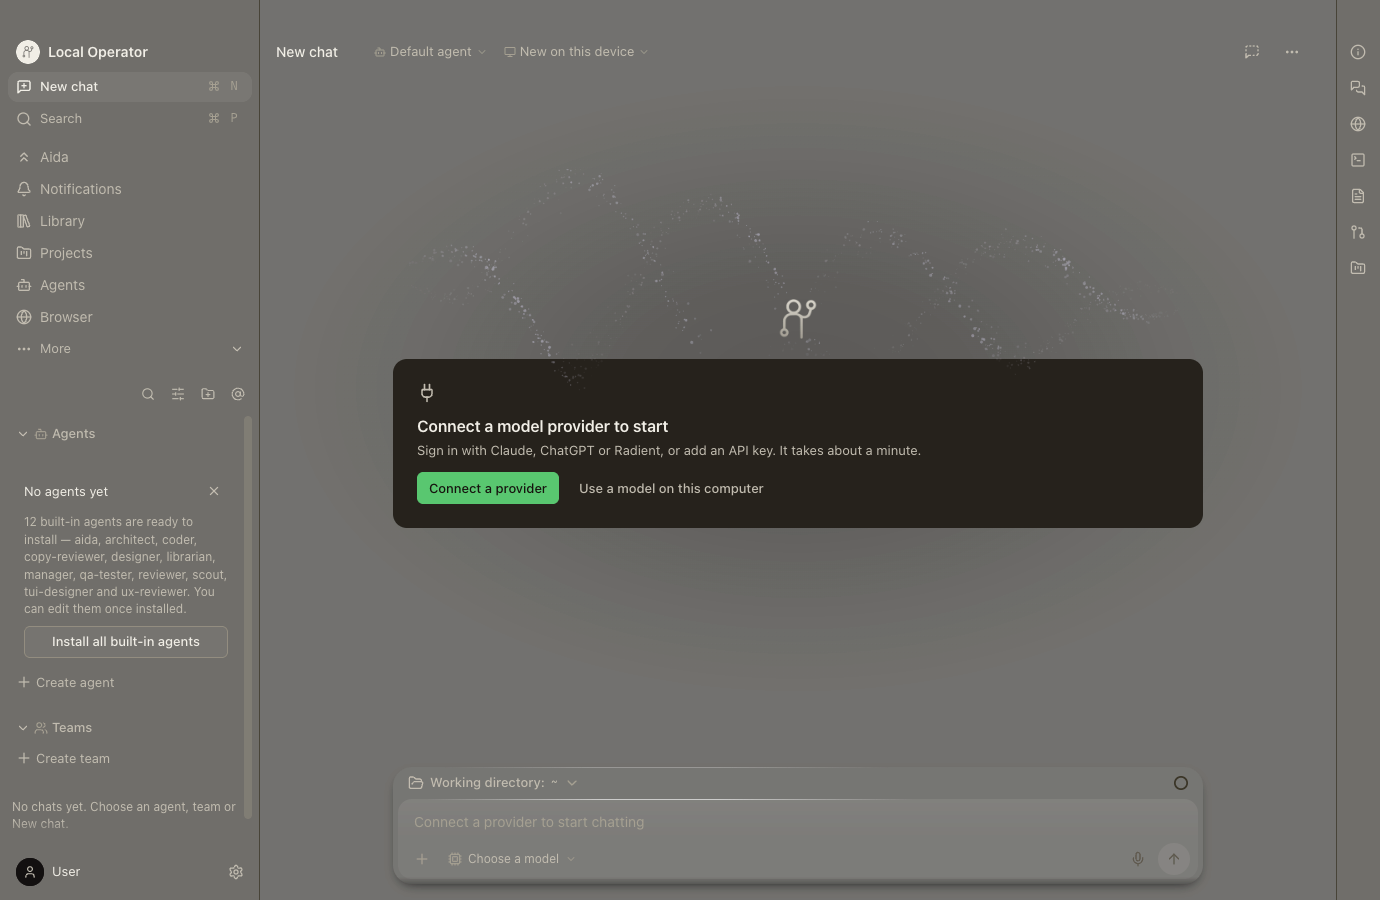 Local Operator
New chat ⌘ N
Search ⌘ P
Aida
Notifications
Library
Projects
Agents
Browser
More
Agents
No agents yet
12 built-in agents are ready to
install — aida, architect, coder,
copy-reviewer, designer, librarian,
manager, qa-tester, reviewer, scout,
tui-designer and ux-reviewer. You
can edit them once installed.
Install all built-in agents
Create agent
Teams
Create team
No chats yet. Choose an agent, team or
New chat.
User
New chat Default agent New on this device
Connect a model provider to start
Sign in with Claude, ChatGPT or Radient, or add an API key. It takes about a minute.
Connect a provider Use a model on this computer
Working directory: ~
Connect a provider to start chatting
Choose a model